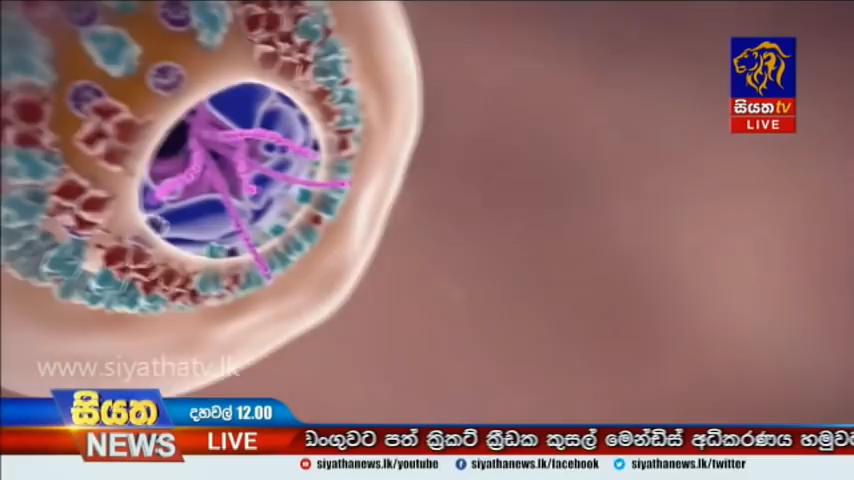 සියත tv
LIVE
www.siyathatv.lk
සියත දහවල් 12.00
NEWS LIVE ඩංගුවට පත් ක්‍රිකට් ක්‍රීඩක කුසල් මෙන්ඩිස් අධිකරණය
siyathanews.lk/youtube siyathanews.lk/facebook siyathanews.lk/twitter